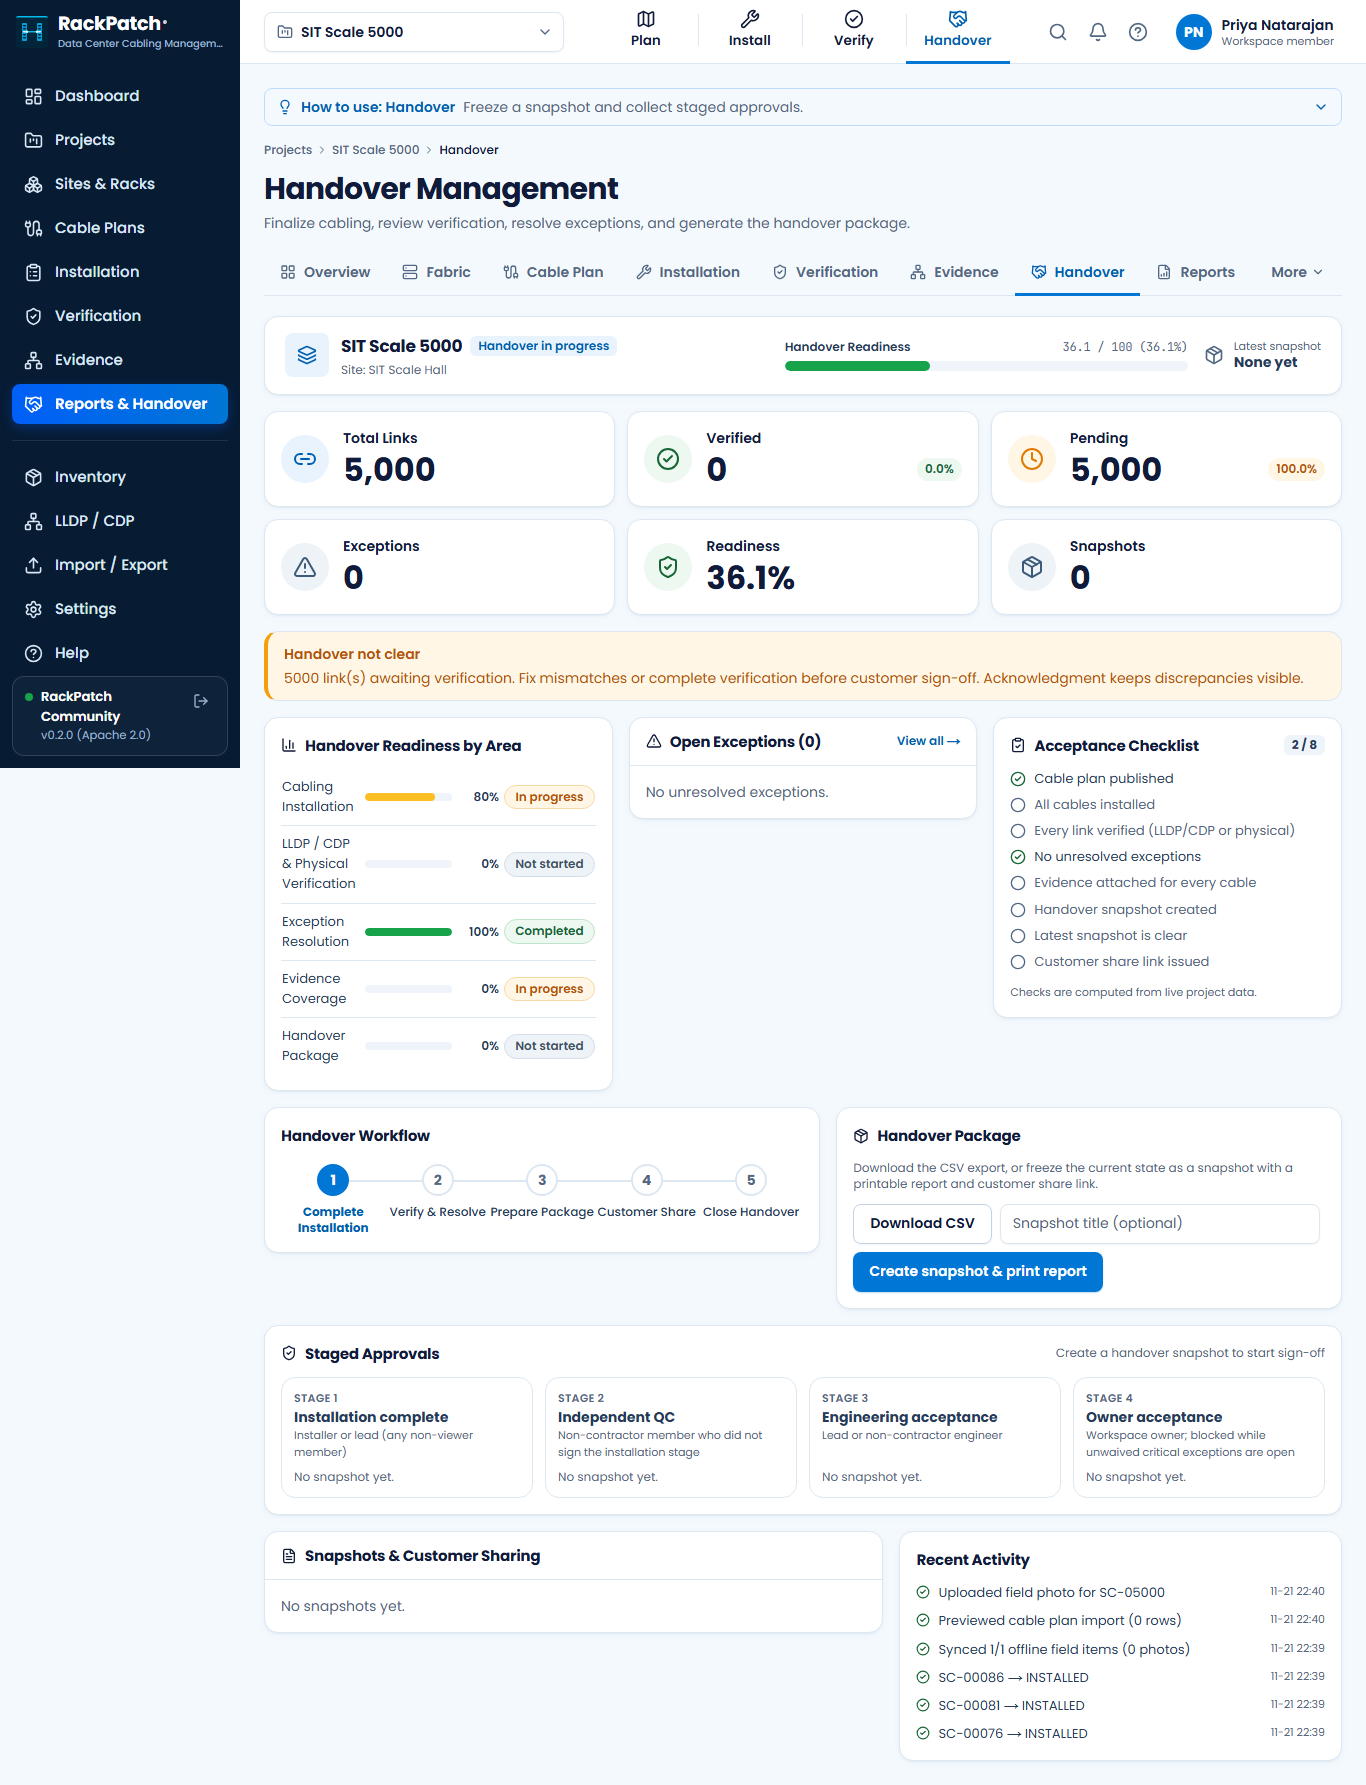 RackPatch
Data Center Cabling Managem...
Dashboard
Projects
Sites & Racks
Cable Plans
Installation
Verification
Evidence
Reports & Handover
Inventory
LLDP / CDP
Import / Export
Settings
Help
RackPatch
Community
v0.2.0 (Apache 2.0)
SIT Scale 5000
Plan
Install
Verify
Handover
PN
Priya Natarajan
Workspace member
How to use: Handover Freeze a snapshot and collect staged approvals.
Projects > SIT Scale 5000 > Handover
Handover Management
Finalize cabling, review verification, resolve exceptions, and generate the handover package.
Overview
Fabric
Cable Plan
Installation
Verification
Evidence
Handover
Reports
More
SIT Scale 5000 Handover in progress
Site: SIT Scale Hall
Handover Readiness 36.1 / 100 (36.1%)
Latest snapshot
None yet
Total Links
5,000
Verified
0
0.0%
Pending
5,000
100.0%
Exceptions
0
Readiness
36.1%
Snapshots
0
Handover not clear
5000 link(s) awaiting verification. Fix mismatches or complete verification before customer sign-off. Acknowledgment keeps discrepancies visible.
Handover Readiness by Area
Cabling
Installation
80% In progress
LLDP / CDP
& Physical
Verification
0% Not started
Exception
Resolution
100% Completed
Evidence
Coverage
0% In progress
Handover
Package
0% Not started
Open Exceptions (0)
View all →
No unresolved exceptions.
Acceptance Checklist
2 / 8
Cable plan published
All cables installed
Every link verified (LLDP/CDP or physical)
No unresolved exceptions
Evidence attached for every cable
Handover snapshot created
Latest snapshot is clear
Customer share link issued
Checks are computed from live project data.
Handover Workflow
1
Complete
Installation
2
Verify & Resolve
3
Prepare Package
4
Customer Share
5
Close Handover
Handover Package
Download the CSV export, or freeze the current state as a snapshot with a
printable report and customer share link.
Download CSV
Snapshot title (optional)
Create snapshot & print report
Staged Approvals
Create a handover snapshot to start sign-off
STAGE 1
Installation complete
Installer or lead (any non-viewer
member)
No snapshot yet.
STAGE 2
Independent QC
Non-contractor member who did not
sign the installation stage
No snapshot yet.
STAGE 3
Engineering acceptance
Lead or non-contractor engineer
No snapshot yet.
STAGE 4
Owner acceptance
Workspace owner; blocked while
unwaived critical exceptions are open
No snapshot yet.
Snapshots & Customer Sharing
No snapshots yet.
Recent Activity
Uploaded field photo for SC-05000 11-21 22:40
Previewed cable plan import (0 rows) 11-21 22:40
Synced 1/1 offline field items (0 photos) 11-21 22:39
SC-00086 → INSTALLED 11-21 22:39
SC-00081 → INSTALLED 11-21 22:39
SC-00076 → INSTALLED 11-21 22:39